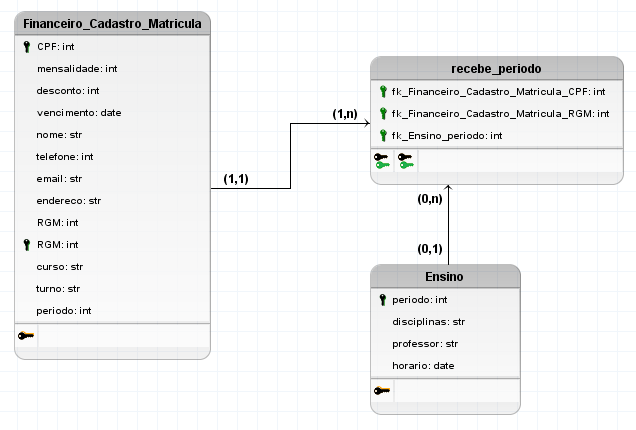 Financeiro_Cadastro_Matricula
CPF: int
mensalidade: int
desconto: int
vencimento: date
nome: str
telefone: int
email: str
endereco: str
RGM: int
RGM: int
curso: str
turno: str
periodo: int
(1,1)
(1,n)
recebe_periodo
fk_Financeiro_Cadastro_Matricula_CPF: int
fk_Financeiro_Cadastro_Matricula_RGM: int
fk_Ensino_periodo: int
(0,n)
(0,1)
Ensino
periodo: int
disciplinas: str
professor: str
horario: date